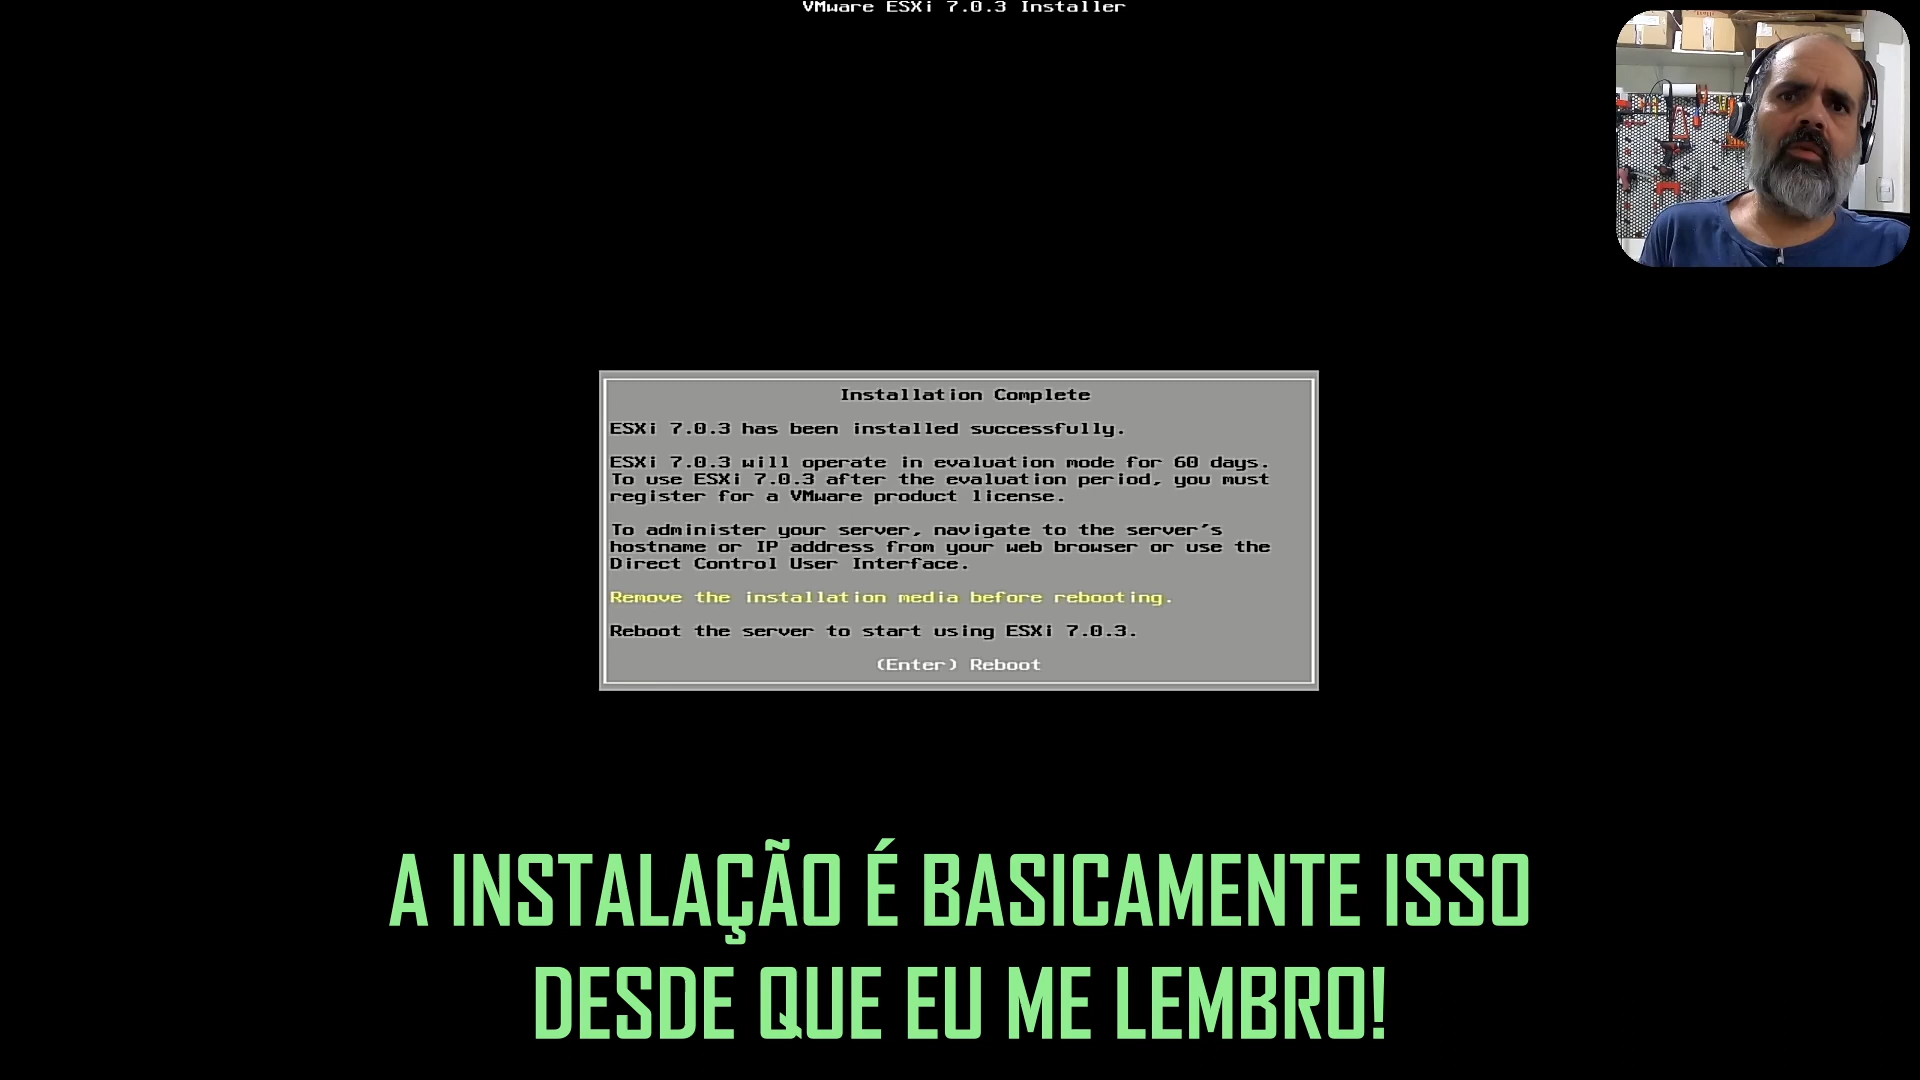 VMware ESXi 7.0.3 Installer
Installation Complete
ESXi 7.0.3 has been installed successfully.
ESXi 7.0.3 will operate in evaluation mode for 60 days.
To use ESXi 7.0.3 after the evaluation period, you must
register for a VMware product license.
To administer your server, navigate to the server's
hostname or IP address from your web browser or use the
Direct Control User Interface.
Remove the installation media before rebooting.
Reboot the server to start using ESXi 7.0.3.
(Enter) Reboot
A INSTALAÇÃO É BASICAMENTE ISSO
DESDE QUE EU ME LEMBRO!